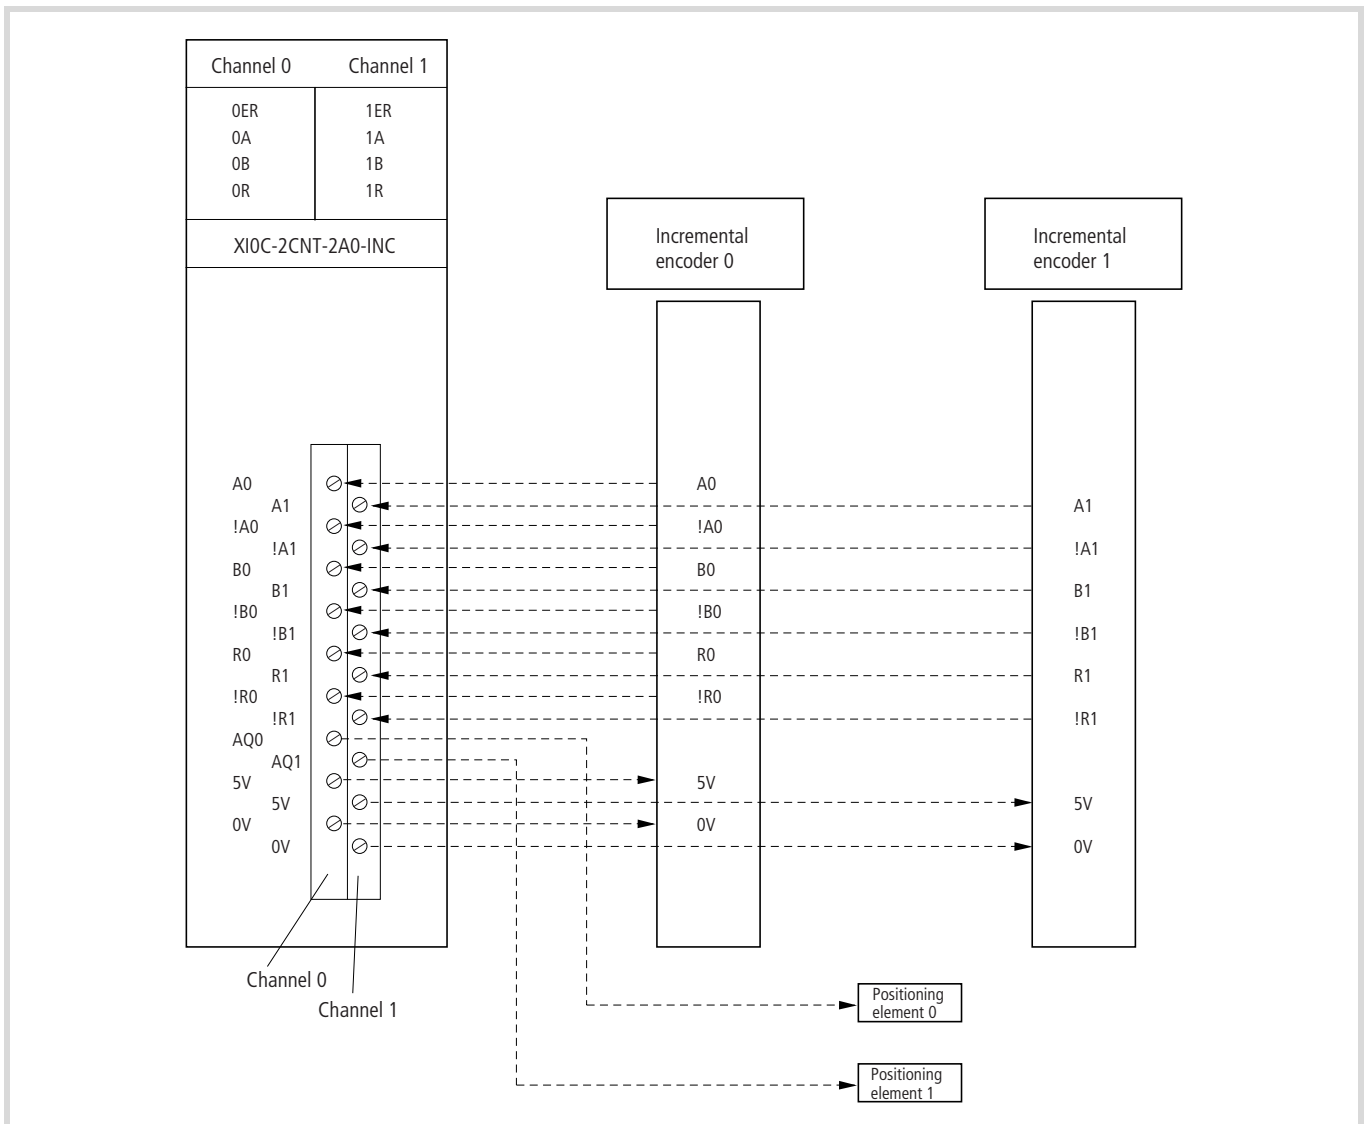 Channel 0 Channel 1
0ER 1ER
0A 1A
0B 1B
0R 1R
XI0C-2CNT-2A0-INC
Incremental
encoder 0
Incremental
encoder 1
A0 A0
A1 A1
!A0 !A0
!A1 !A1
B0 B0
B1 B1
!B0 !B0
!B1 !B1
R0 R0
R1 R1
!R0 !R0
!R1 !R1
AQ0
AQ1
5V 5V
5V 5V
0V 0V
0V 0V
Channel 0
Channel 1
Positioning
element 0
Positioning
element 1